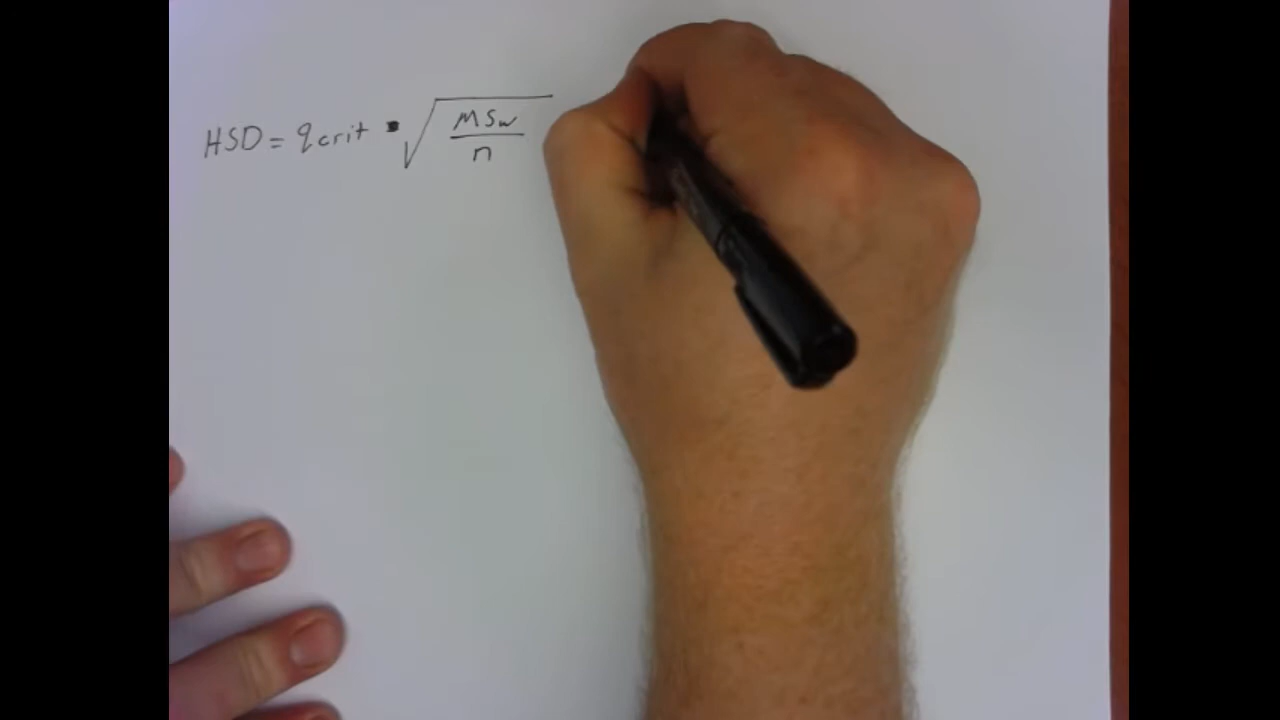 HSD = qcrit • √(MSw/n)